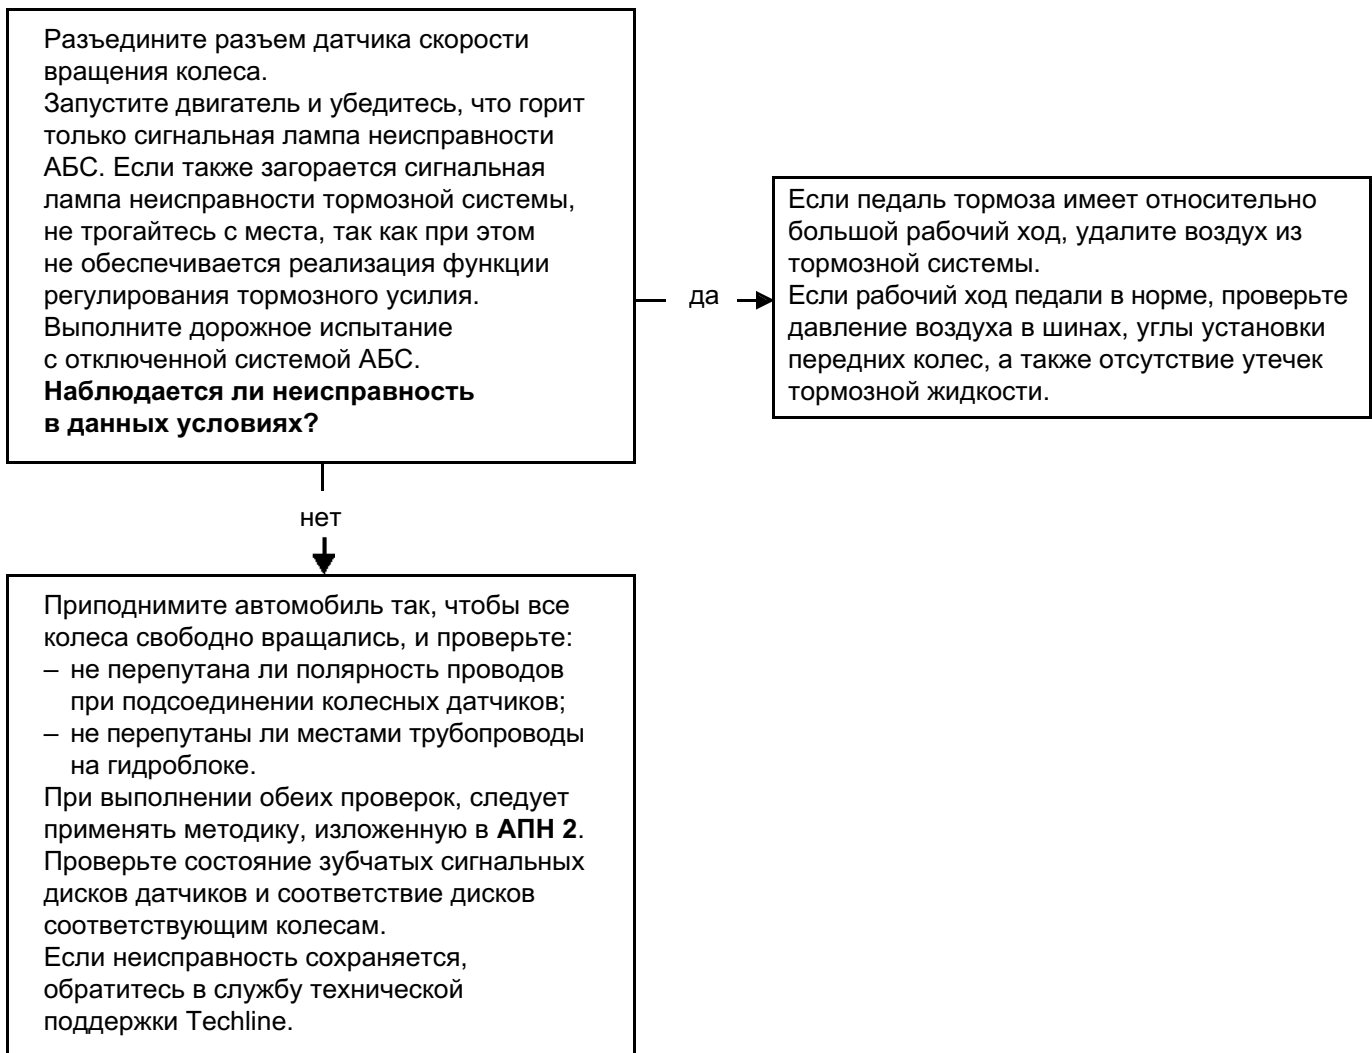 Разъедините разъем датчика скорости
вращения колеса.
Запустите двигатель и убедитесь, что горит
только сигнальная лампа неисправности
АБС. Если также загорается сигнальная
лампа неисправности тормозной системы,
не трогайтесь с места, так как при этом
не обеспечивается реализация функции
регулирования тормозного усилия.
Выполните дорожное испытание
с отключенной системой АБС.
Наблюдается ли неисправность
в данных условиях?
да
Если педаль тормоза имеет относительно
большой рабочий ход, удалите воздух из
тормозной системы.
Если рабочий ход педали в норме, проверьте
давление воздуха в шинах, углы установки
передних колес, а также отсутствие утечек
тормозной жидкости.
нет
Приподнимите автомобиль так, чтобы все
колеса свободно вращались, и проверьте:
– не перепутана ли полярность проводов
при подсоединении колесных датчиков;
– не перепутаны ли местами трубопроводы
на гидроблоке.
При выполнении обеих проверок, следует
применять методику, изложенную в АПН 2.
Проверьте состояние зубчатых сигнальных
дисков датчиков и соответствие дисков
соответствующим колесам.
Если неисправность сохраняется,
обратитесь в службу технической
поддержки Techline.